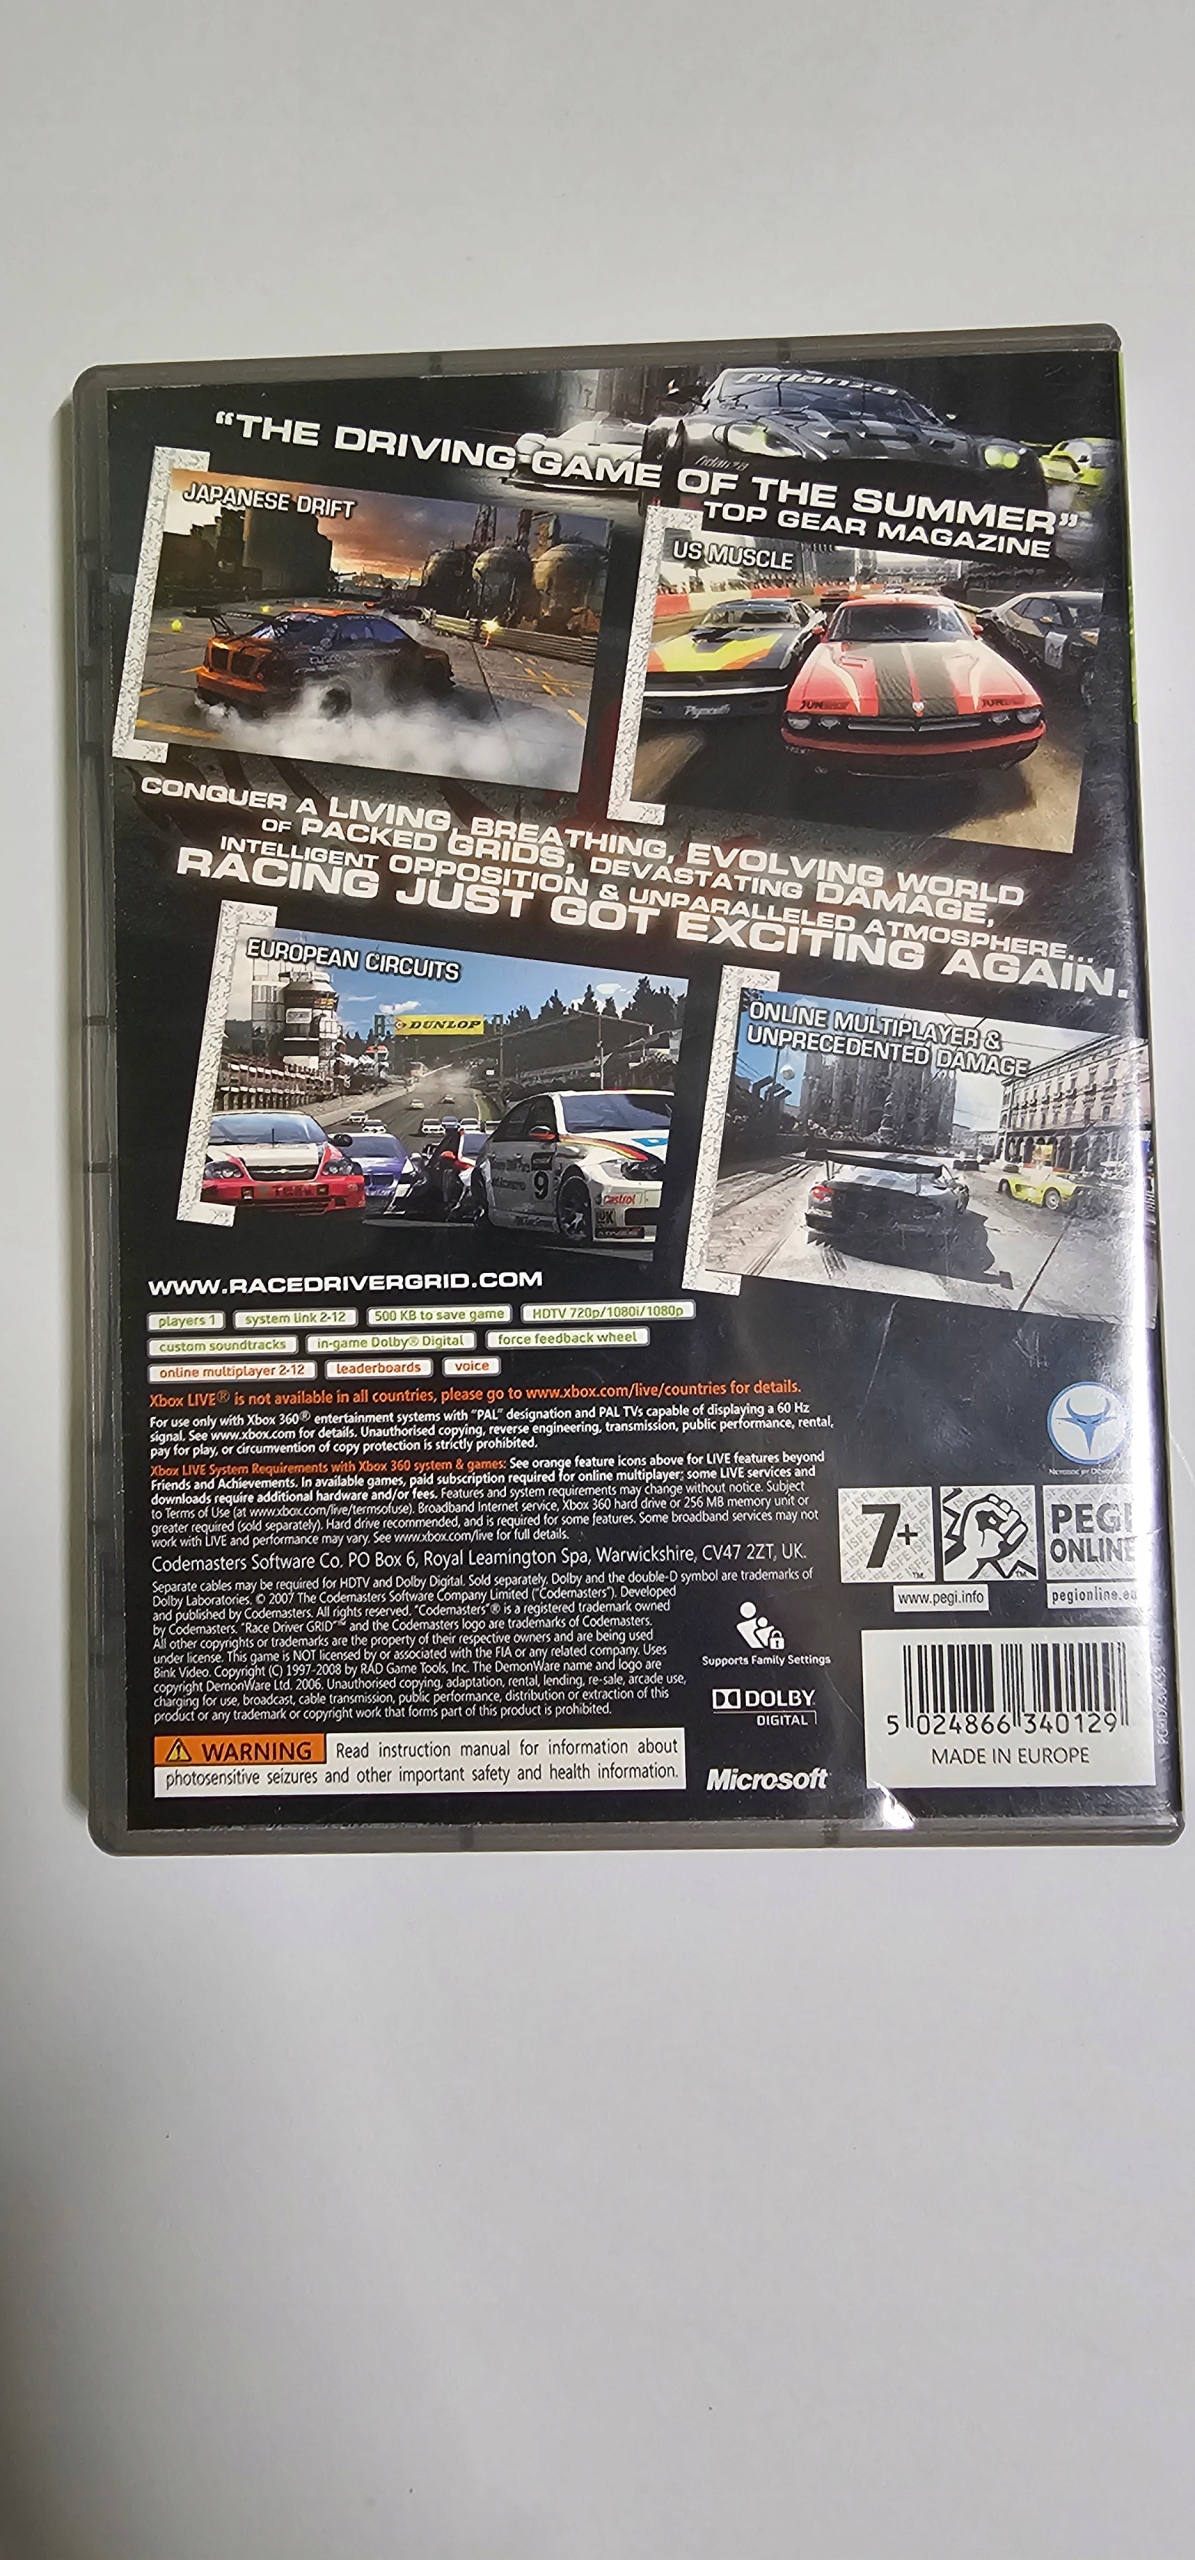 “THE DRIVING GAME OF THE SUMMER”
TOP GEAR MAGAZINE
JAPANESE DRIFT
US MUSCLE
Plymouth
CONQUER A LIVING, BREATHING, EVOLVING WORLD
OF PACKED GRIDS, DEVASTATING DAMAGE,
INTELLIGENT OPPOSITION & UNPARALLELED ATMOSPHERE...
RACING JUST GOT EXCITING AGAIN.
EUROPEAN CIRCUITS
DUNLOP
9
Castrol
ONLINE MULTIPLAYER &
UNPRECEDENTED DAMAGE
WWW.RACEDRIVERGRID.COM
players 1 system link 2-12 500 KB to save game HDTV 720p/1080i/1080p
custom soundtracks in-game Dolby® Digital force feedback wheel
online multiplayer 2-12 leaderboards voice
Xbox LIVE® is not available in all countries, please go to www.xbox.com/live/countries for details.
For use only with Xbox 360® entertainment systems with “PAL” designation and PAL TVs capable of displaying a 60 Hz
signal. See www.xbox.com for details. Unauthorised copying, reverse engineering, transmission, public performance, rental,
pay for play, or circumvention of copy protection is strictly prohibited.
Xbox LIVE System Requirements with Xbox 360 system & games: See orange feature icons above for LIVE features beyond
Friends and Achievements. In available games, paid subscription required for online multiplayer; some LIVE services and
downloads require additional hardware and/or fees. Features and system requirements may change without notice. Subject
to Terms of Use (at www.xbox.com/live/termsofuse). Broadband Internet service, Xbox 360 hard drive or 256 MB memory unit or
greater required (sold separately). Hard drive recommended, and is required for some features. Some broadband services may not
work with LIVE and performance may vary. See www.xbox.com/live for full details.
Codemasters Software Co. PO Box 6, Royal Leamington Spa, Warwickshire, CV47 2ZT, UK.
Separate cables may be required for HDTV and Dolby Digital. Sold separately. Dolby and the double-D symbol are trademarks of
Dolby Laboratories. © 2007 The Codemasters Software Company Limited (“Codemasters”). Developed
and published by Codemasters. All rights reserved. “Codemasters”® is a registered trademark owned
by Codemasters. “Race Driver GRID”™ and the Codemasters logo are trademarks of Codemasters.
All other copyrights or trademarks are the property of their respective owners and are being used
under license. This game is NOT licensed by or associated with the FIA or any related company. Uses
Bink Video. Copyright (C) 1997-2008 by RAD Game Tools, Inc. The DemonWare name and logo are
copyright DemonWare Ltd. 2006. Unauthorised copying, adaptation, rental, lending, re-sale, arcade use,
charging for use, broadcast, cable transmission, public performance, distribution or extraction of this
product or any trademark or copyright work that forms part of this product is prohibited.
WARNING Read instruction manual for information about
photosensitive seizures and other important safety and health information.
7+
www.pegi.info
PEGI
ONLINE
pegionline.eu
Supports Family Settings
DOLBY
DIGITAL
Microsoft
5 024866 340129
MADE IN EUROPE